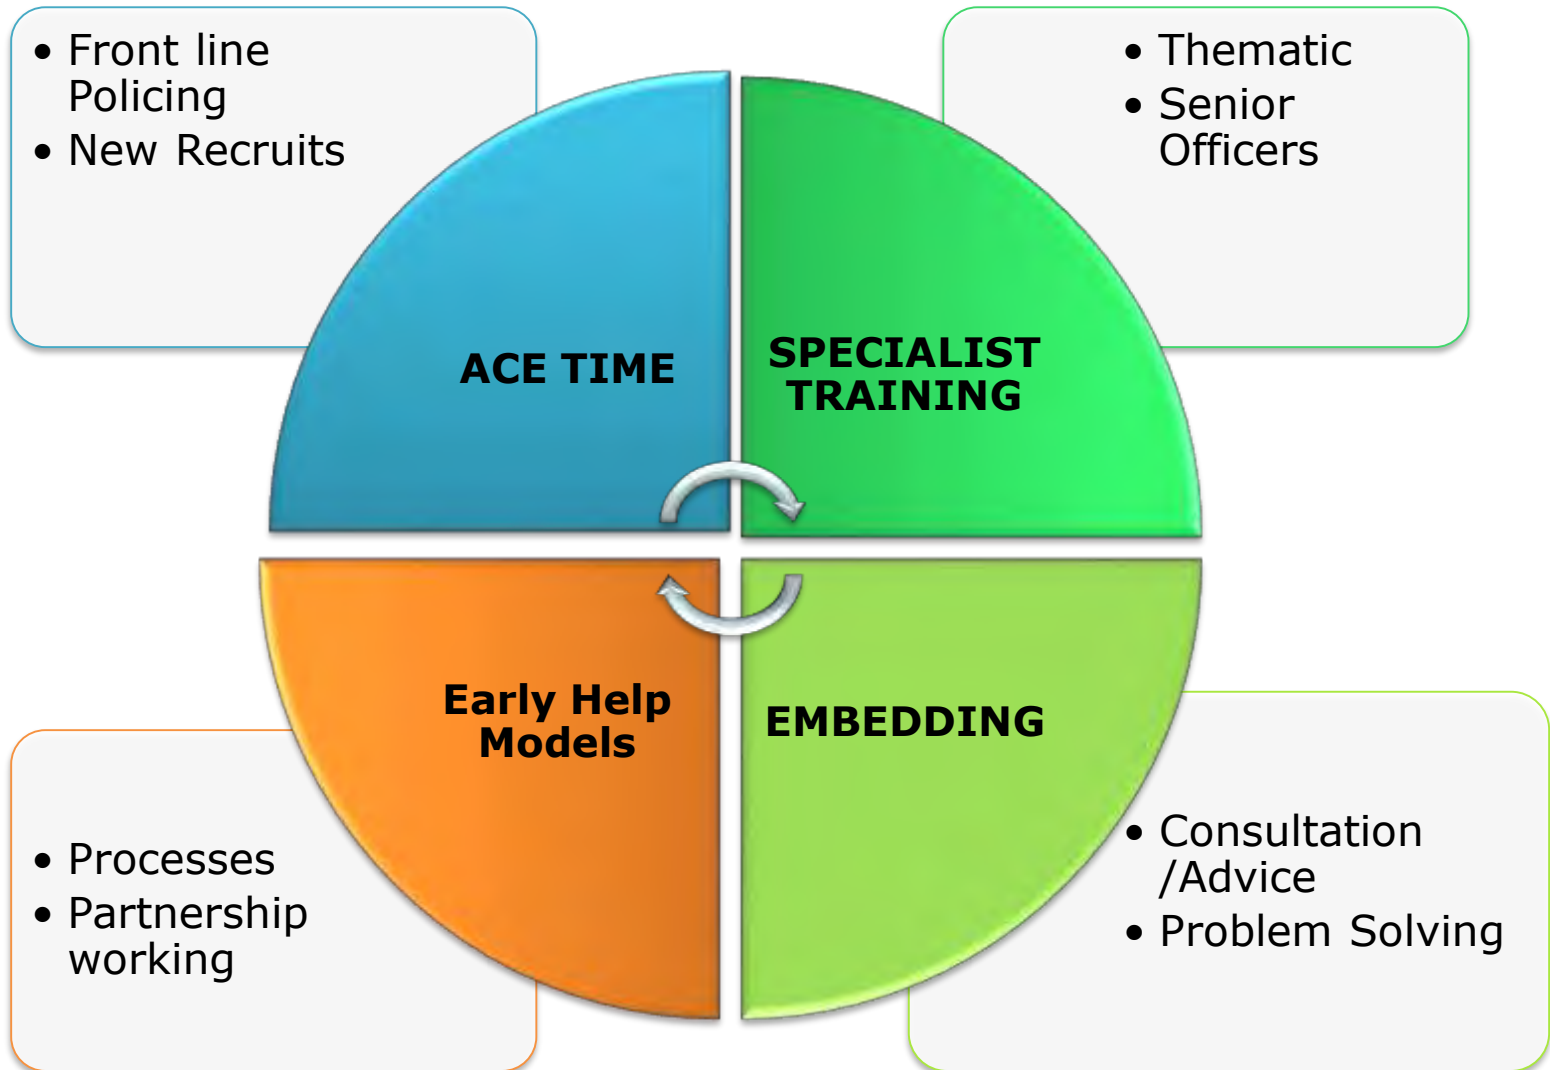 • Front line
Policing
• New Recruits
• Thematic
• Senior
Officers
ACE TIME
SPECIALIST
TRAINING
Early Help
Models
EMBEDDING
• Processes
• Partnership
working
• Consultation
/Advice
• Problem Solving